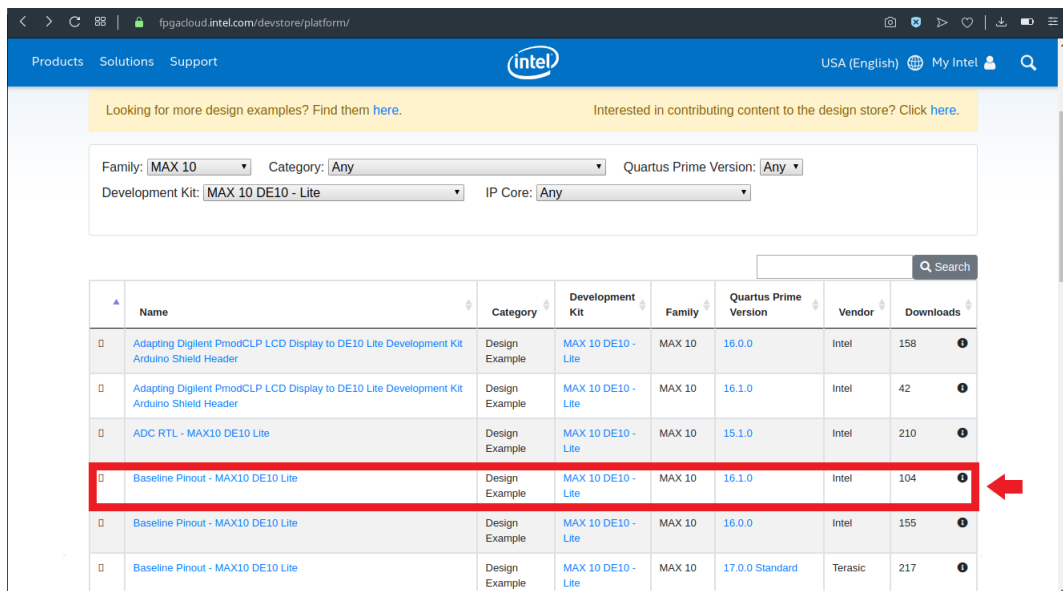 fpgacloud.intel.com/devstore/platform/
Products Solutions Support
intel
USA (English) My Intel
Looking for more design examples? Find them here.
Interested in contributing content to the design store? Click here.
Family: MAX 10 Category: Any Quartus Prime Version: Any
Development Kit: MAX 10 DE10 - Lite IP Core: Any
Search
Name Category Development Kit Family Quartus Prime Version Vendor Downloads
Adapting Digilent PmodCLP LCD Display to DE10 Lite Development Kit Arduino Shield Header Design Example MAX 10 DE10 - Lite MAX 10 16.0.0 Intel 158
Adapting Digilent PmodCLP LCD Display to DE10 Lite Development Kit Arduino Shield Header Design Example MAX 10 DE10 - Lite MAX 10 16.1.0 Intel 42
ADC RTL - MAX10 DE10 Lite Design Example MAX 10 DE10 - Lite MAX 10 15.1.0 Intel 210
Baseline Pinout - MAX10 DE10 Lite Design Example MAX 10 DE10 - Lite MAX 10 16.1.0 Intel 104
Baseline Pinout - MAX10 DE10 Lite Design Example MAX 10 DE10 - Lite MAX 10 16.0.0 Intel 155
Baseline Pinout - MAX10 DE10 Lite Design Example MAX 10 DE10 - Lite MAX 10 17.0.0 Standard Terasic 217